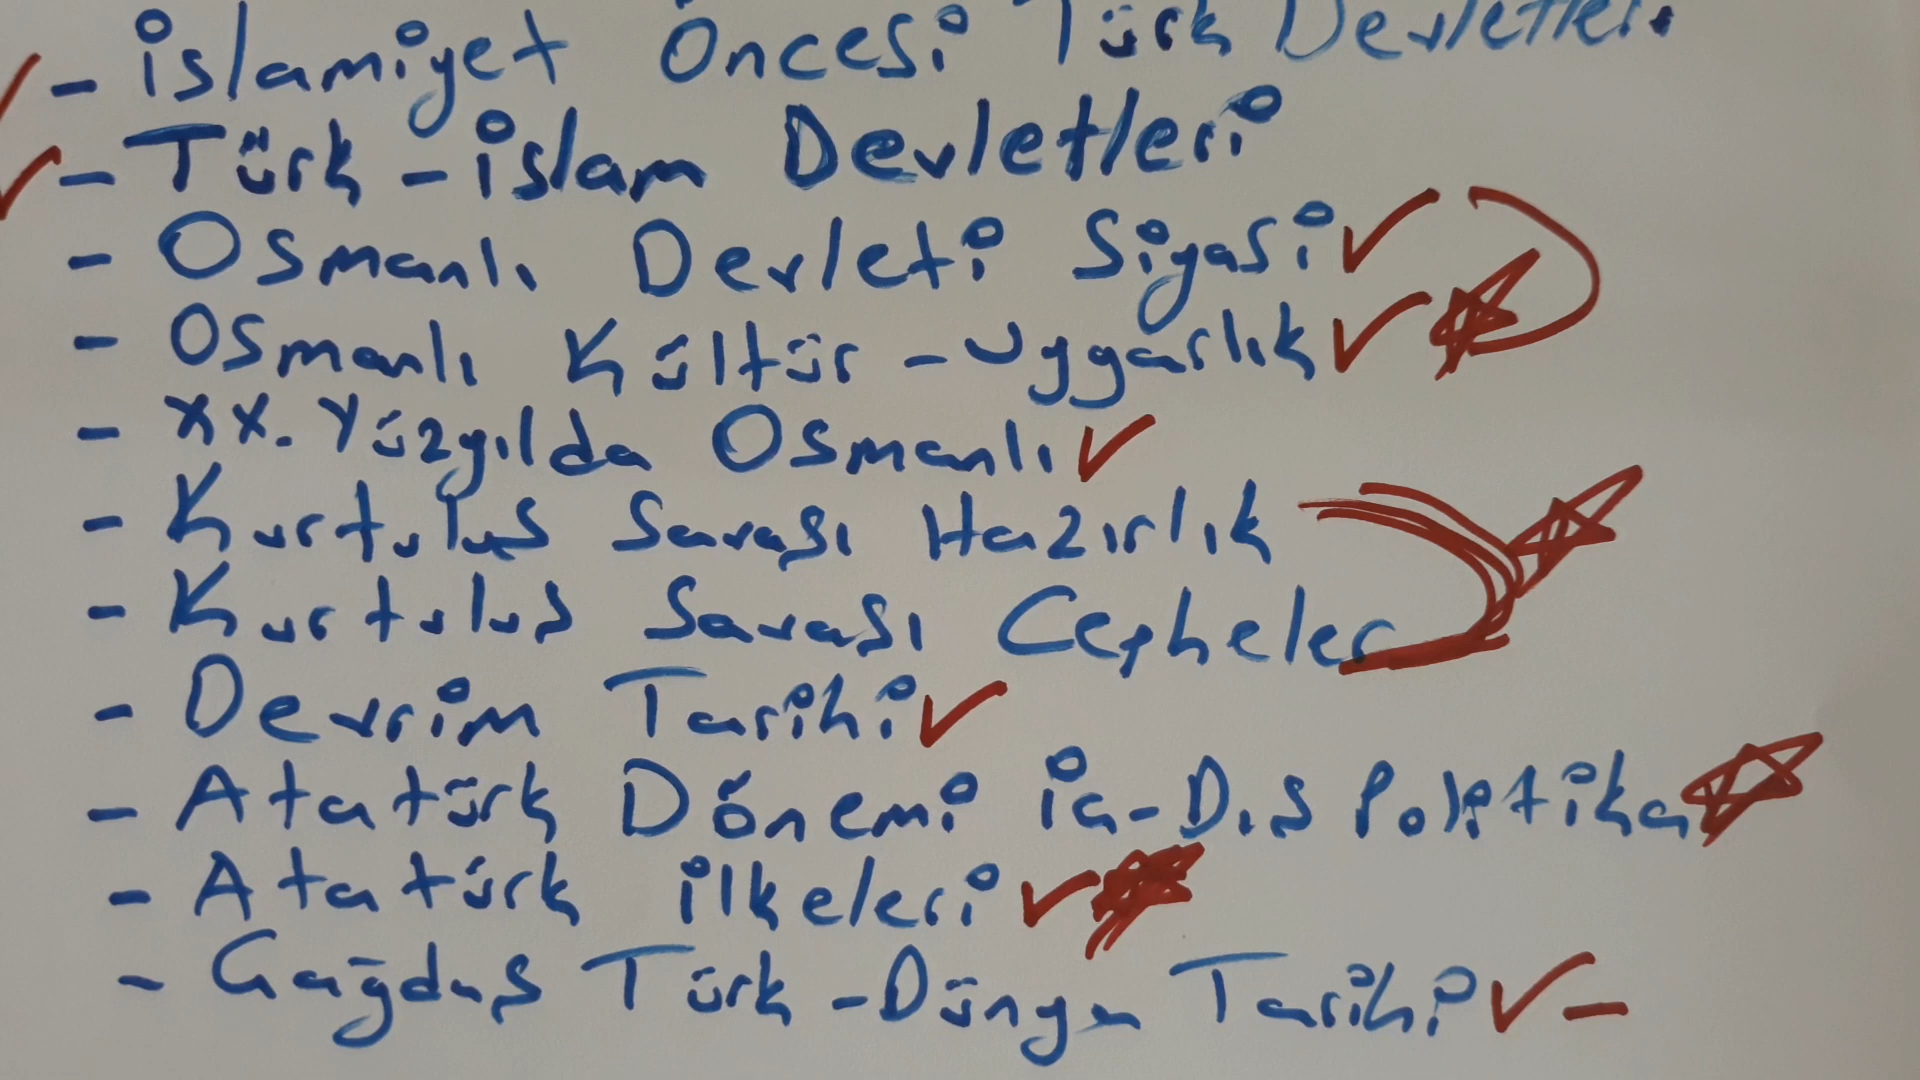 - İslamiyet Öncesi Türk Devletleri
- Türk - İslam Devletleri
- Osmanlı Devleti Siyasi
- Osmanlı Kültür - Uygarlık
- XX. Yüzyılda Osmanlı
- Kurtuluş Savaşı Hazırlık
- Kurtuluş Savaşı Cepheler
- Devrim Tarihi
- Atatürk Dönemi İç - Dış Politika
- Atatürk İlkeleri
- Çağdaş Türk - Dünya Tarihi -